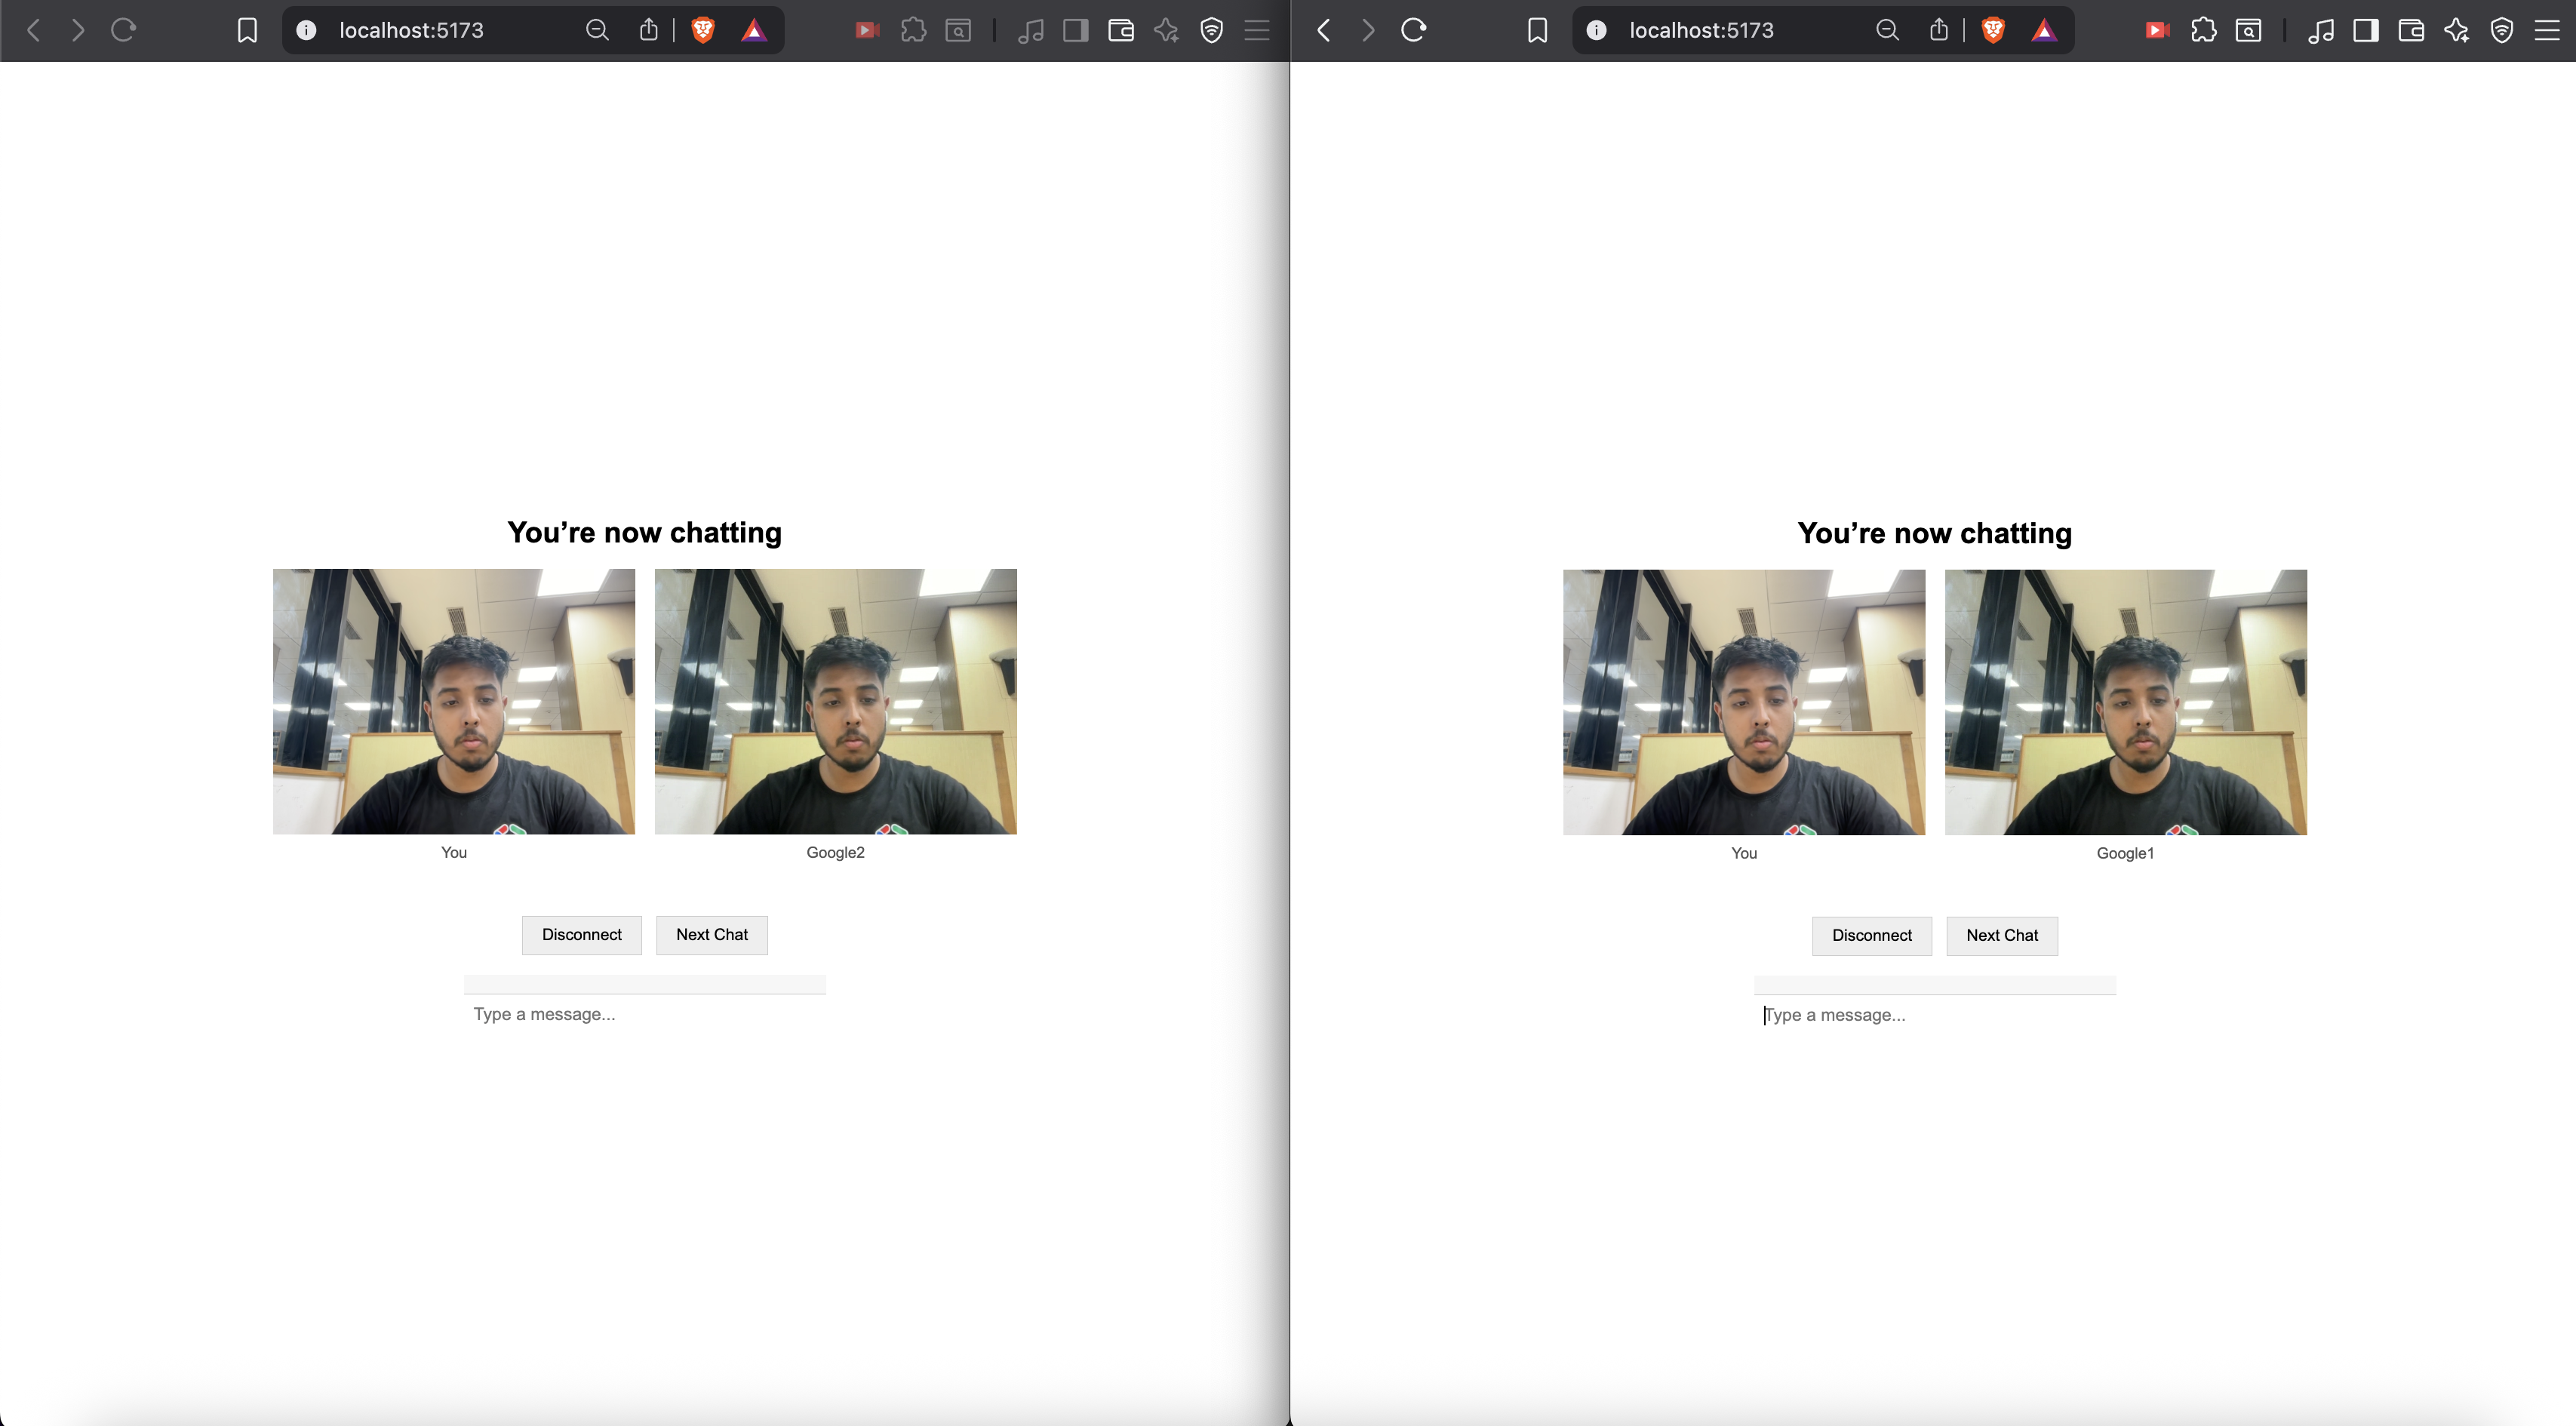 localhost:5173
You’re now chatting
You
Google2
Disconnect
Next Chat
Type a message...
localhost:5173
You’re now chatting
You
Google1
Disconnect
Next Chat
Type a message...